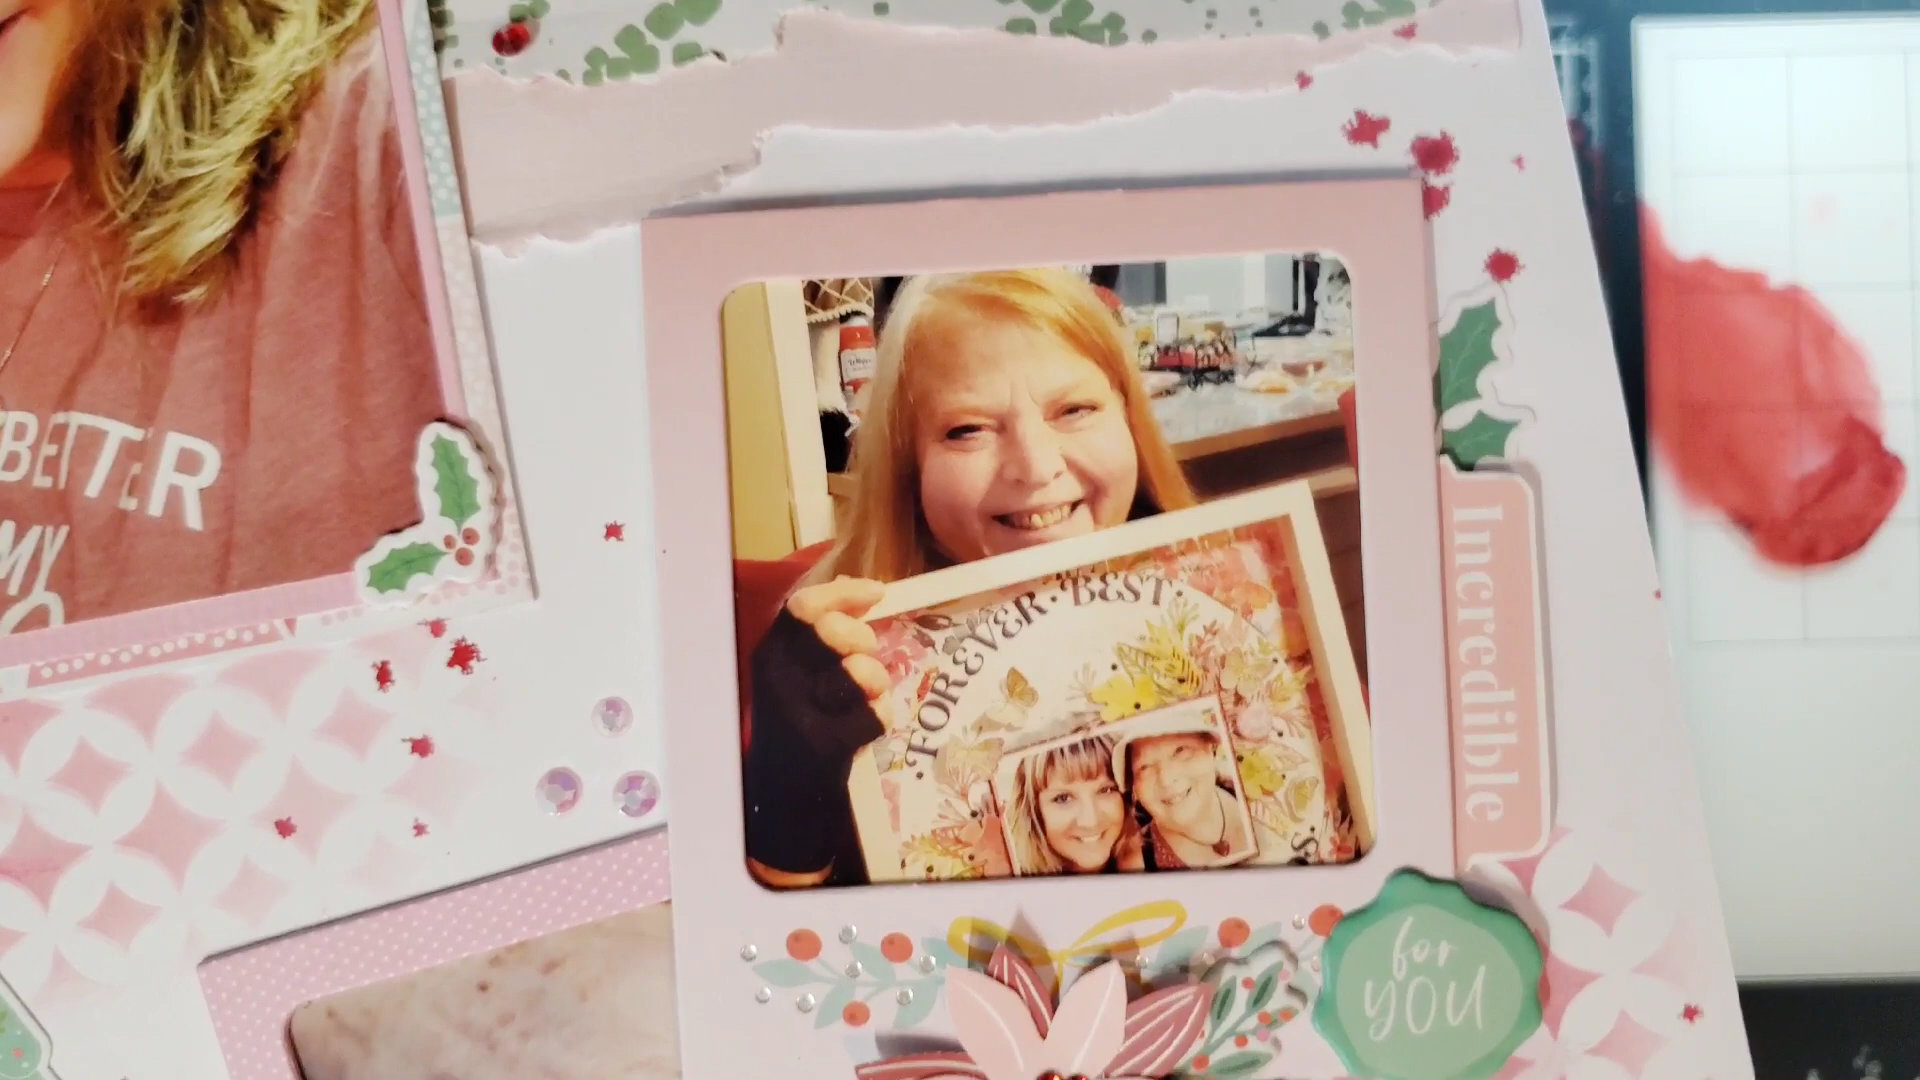 BETTER
MY
FOREVER • BEST •
Incredible
for
you